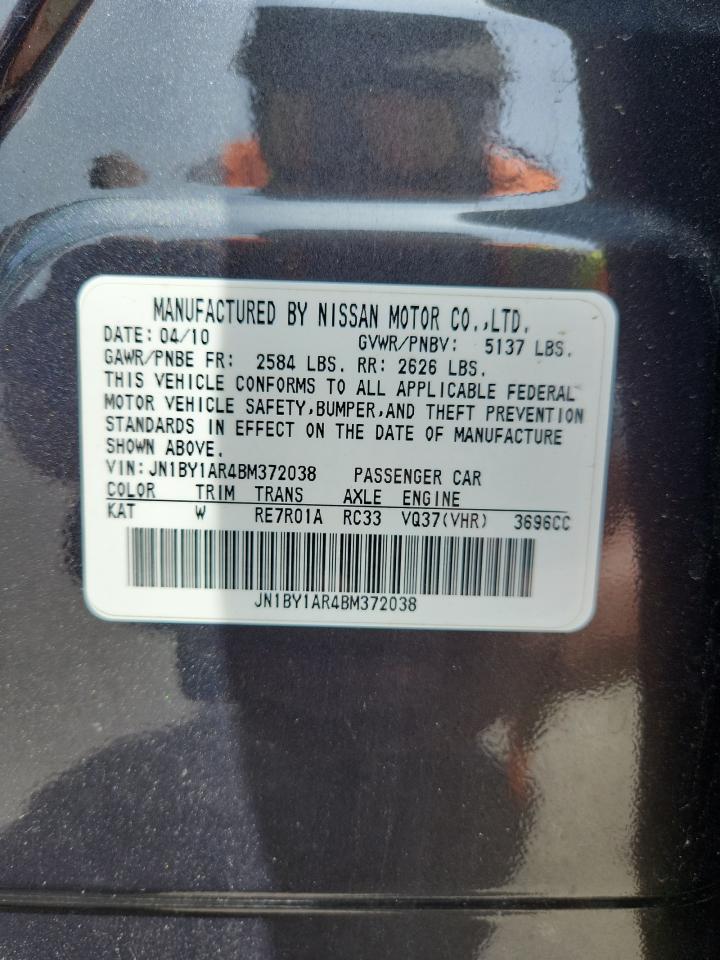 MANUFACTURED BY NISSAN MOTOR CO.,LTD.
DATE: 04/10 GVWR/PNBV: 5137 LBS.
GAWR/PNBE FR: 2584 LBS. RR: 2626 LBS.
THIS VEHICLE CONFORMS TO ALL APPLICABLE FEDERAL
MOTOR VEHICLE SAFETY,BUMPER,AND THEFT PREVENTION
STANDARDS IN EFFECT ON THE DATE OF MANUFACTURE
SHOWN ABOVE.
VIN: JN1BY1AR4BM372038 PASSENGER CAR
COLOR TRIM TRANS AXLE ENGINE
KAT W RE7R01A RC33 VQ37(VHR) 3696CC
JN1BY1AR4BM372038